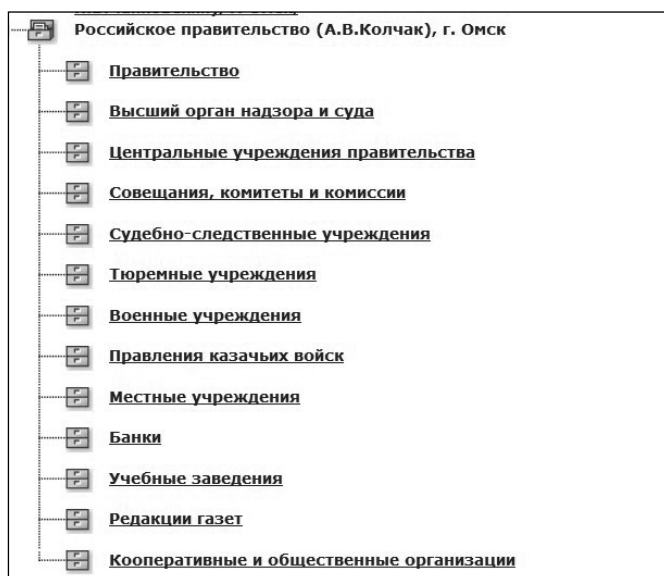 Российское правительство (А.В.Колчак), г. Омск
Правительство
Высший орган надзора и суда
Центральные учреждения правительства
Совещания, комитеты и комиссии
Судебно-следственные учреждения
Тюремные учреждения
Военные учреждения
Правления казачьих войск
Местные учреждения
Банки
Учебные заведения
Редакции газет
Кооперативные и общественные организации